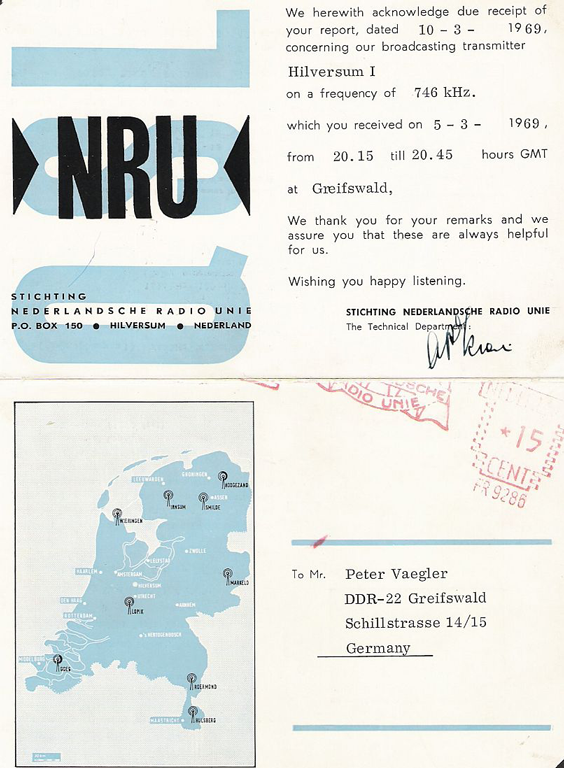 We herewith acknowledge due receipt of
your report, dated 10 - 3 - 1969,
concerning our broadcasting transmitter
Hilversum I
on a frequency of 746 kHz.
which you received on 5 - 3 - 1969,
from 20.15 till 20.45 hours GMT
at Greifswald,
We thank you for your remarks and we
assure you that these are always helpful
for us.
Wishing you happy listening.
STICHTING NEDERLANDSCHE RADIO UNIE
The Technical Department:
NRU
STICHTING
NEDERLANDSCHE RADIO UNIE
P.O. BOX 150 ● HILVERSUM ● NEDERLAND
RADIO UNIE
*15
CENT
FR 9286
To Mr. Peter Vaegler
DDR-22 Greifswald
Schillstrasse 14/15
Germany
GRONINGEN
LEEUWARDEN
HOOGEZAND
IRNSUM
ASSEN
SMILDE
WIERINGEN
ZWOLLE
LELYSTAD
HAARLEM
AMSTERDAM
MARKELO
HILVERSUM
UTRECHT
DEN HAAG
LOPIK
ARNHEM
ROTTERDAM
'S HERTOGENBOSCH
MIDDELBURG
GOES
ROERMOND
MAASTRICHT
HULSBERG